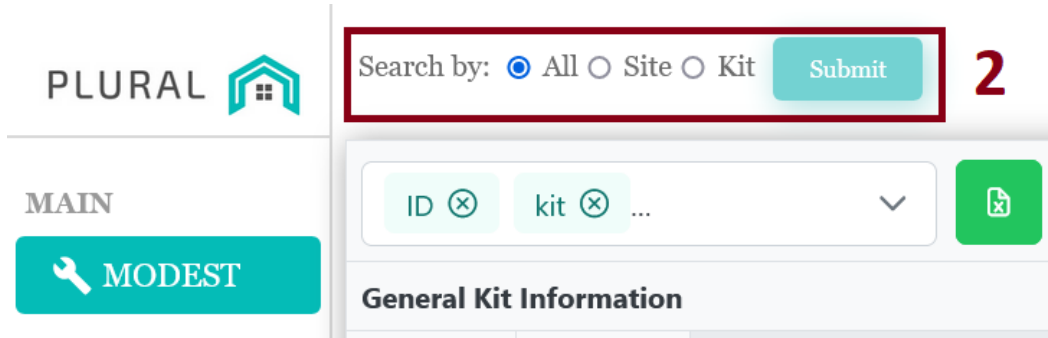 PLURAL
Search by: All Site Kit Submit
2
MAIN
MODEST
ID kit ...
General Kit Information